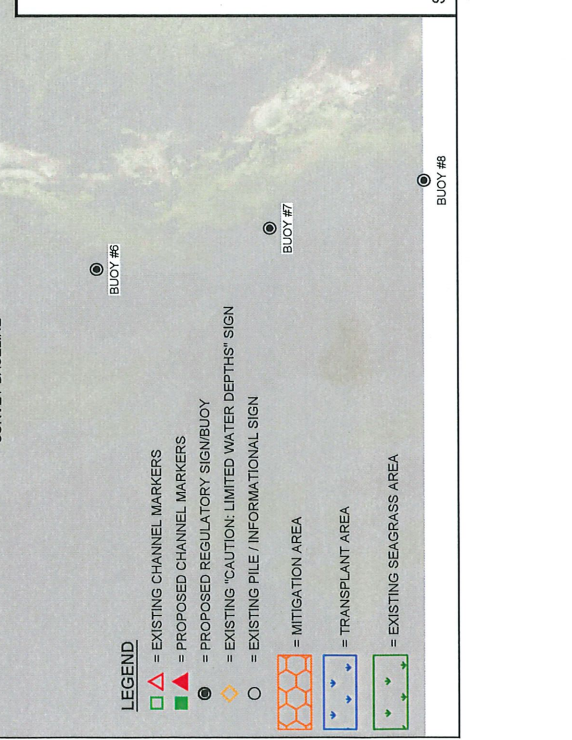 BUOY #6
BUOY #7
BUOY #8
LEGEND
= EXISTING CHANNEL MARKERS
= PROPOSED CHANNEL MARKERS
= PROPOSED REGULATORY SIGN/BUOY
= EXISTING "CAUTION: LIMITED WATER DEPTHS" SIGN
= EXISTING PILE / INFORMATIONAL SIGN
= MITIGATION AREA
= TRANSPLANT AREA
= EXISTING SEAGRASS AREA